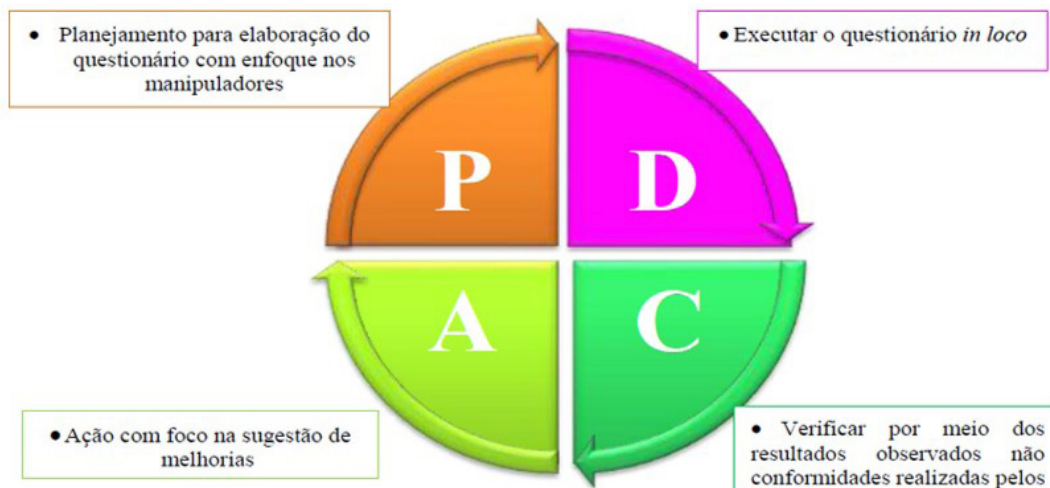 • Planejamento para elaboração do
questionário com enfoque nos
manipuladores
• Executar o questionário in loco
P
D
A
C
• Ação com foco na sugestão de
melhorias
• Verificar por meio dos
resultados observados não
conformidades realizadas pelos